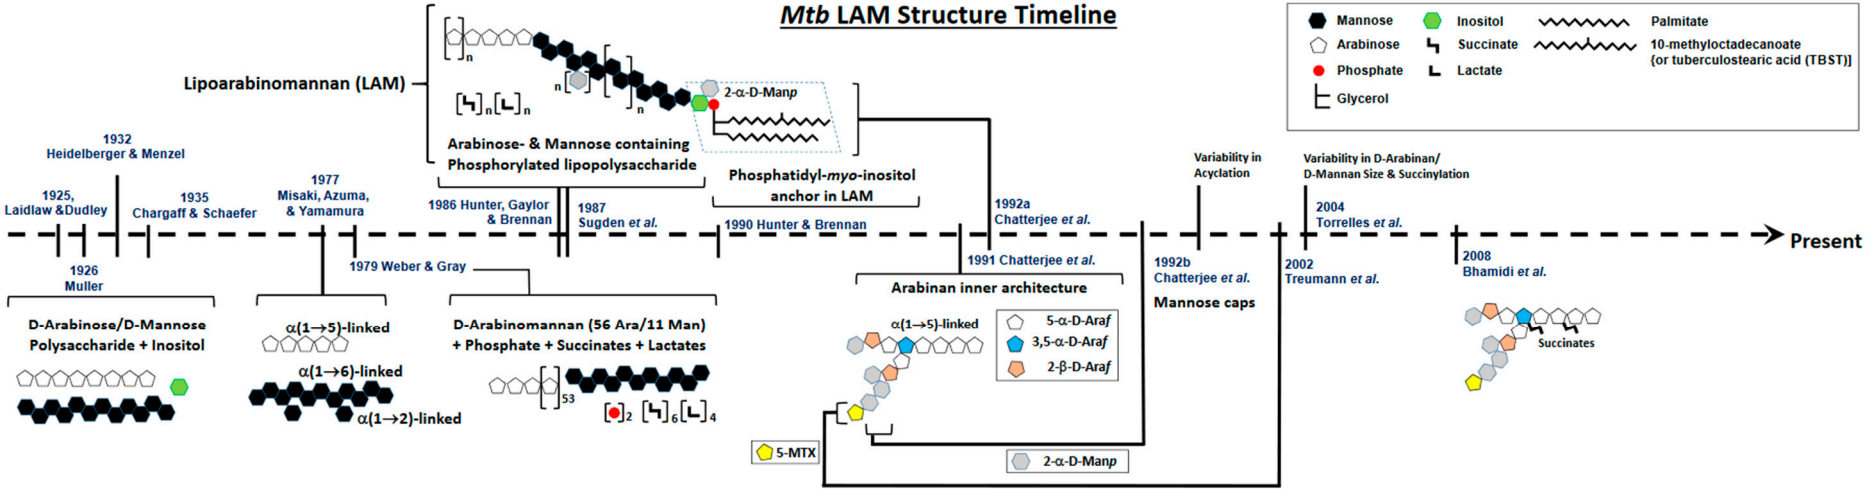 Mtb LAM Structure Timeline
Mannose
Inositol
Palmitate
Arabinose
Succinate
10-methyloctadecanoate
{or tuberculostearic acid (TBST)]
Phosphate
Lactate
Glycerol
Lipoarabinomannan (LAM)
n
n
n
n
n
2-α-D-Manp
Arabinose- & Mannose containing
Phosphorylated lipopolysaccharide
Phosphatidyl-myo-inositol
anchor in LAM
1925,
Laidlaw &Dudley
1926
Muller
1932
Heidelberger & Menzel
1935
Chargaff & Schaefer
1977
Misaki, Azuma,
& Yamamura
1979 Weber & Gray
1986 Hunter, Gaylor
& Brennan
1987
Sugden et al.
1990 Hunter & Brennan
1991 Chatterjee et al.
1992a
Chatterjee et al.
1992b
Chatterjee et al.
Mannose caps
Variability in
Acyclation
2002
Treumann et al.
Variability in D-Arabinan/
D-Mannan Size & Succinylation
2004
Torrelles et al.
2008
Bhamidi et al.
Present
D-Arabinose/D-Mannose
Polysaccharide + Inositol
α(1→5)-linked
α(1→6)-linked
α(1→2)-linked
D-Arabinomannan (56 Ara/11 Man)
+ Phosphate + Succinates + Lactates
53
2
6
4
Arabinan inner architecture
α(1→5)-linked
5-α-D-Araf
3,5-α-D-Araf
2-β-D-Araf
5-MTX
2-α-D-Manp
Succinates